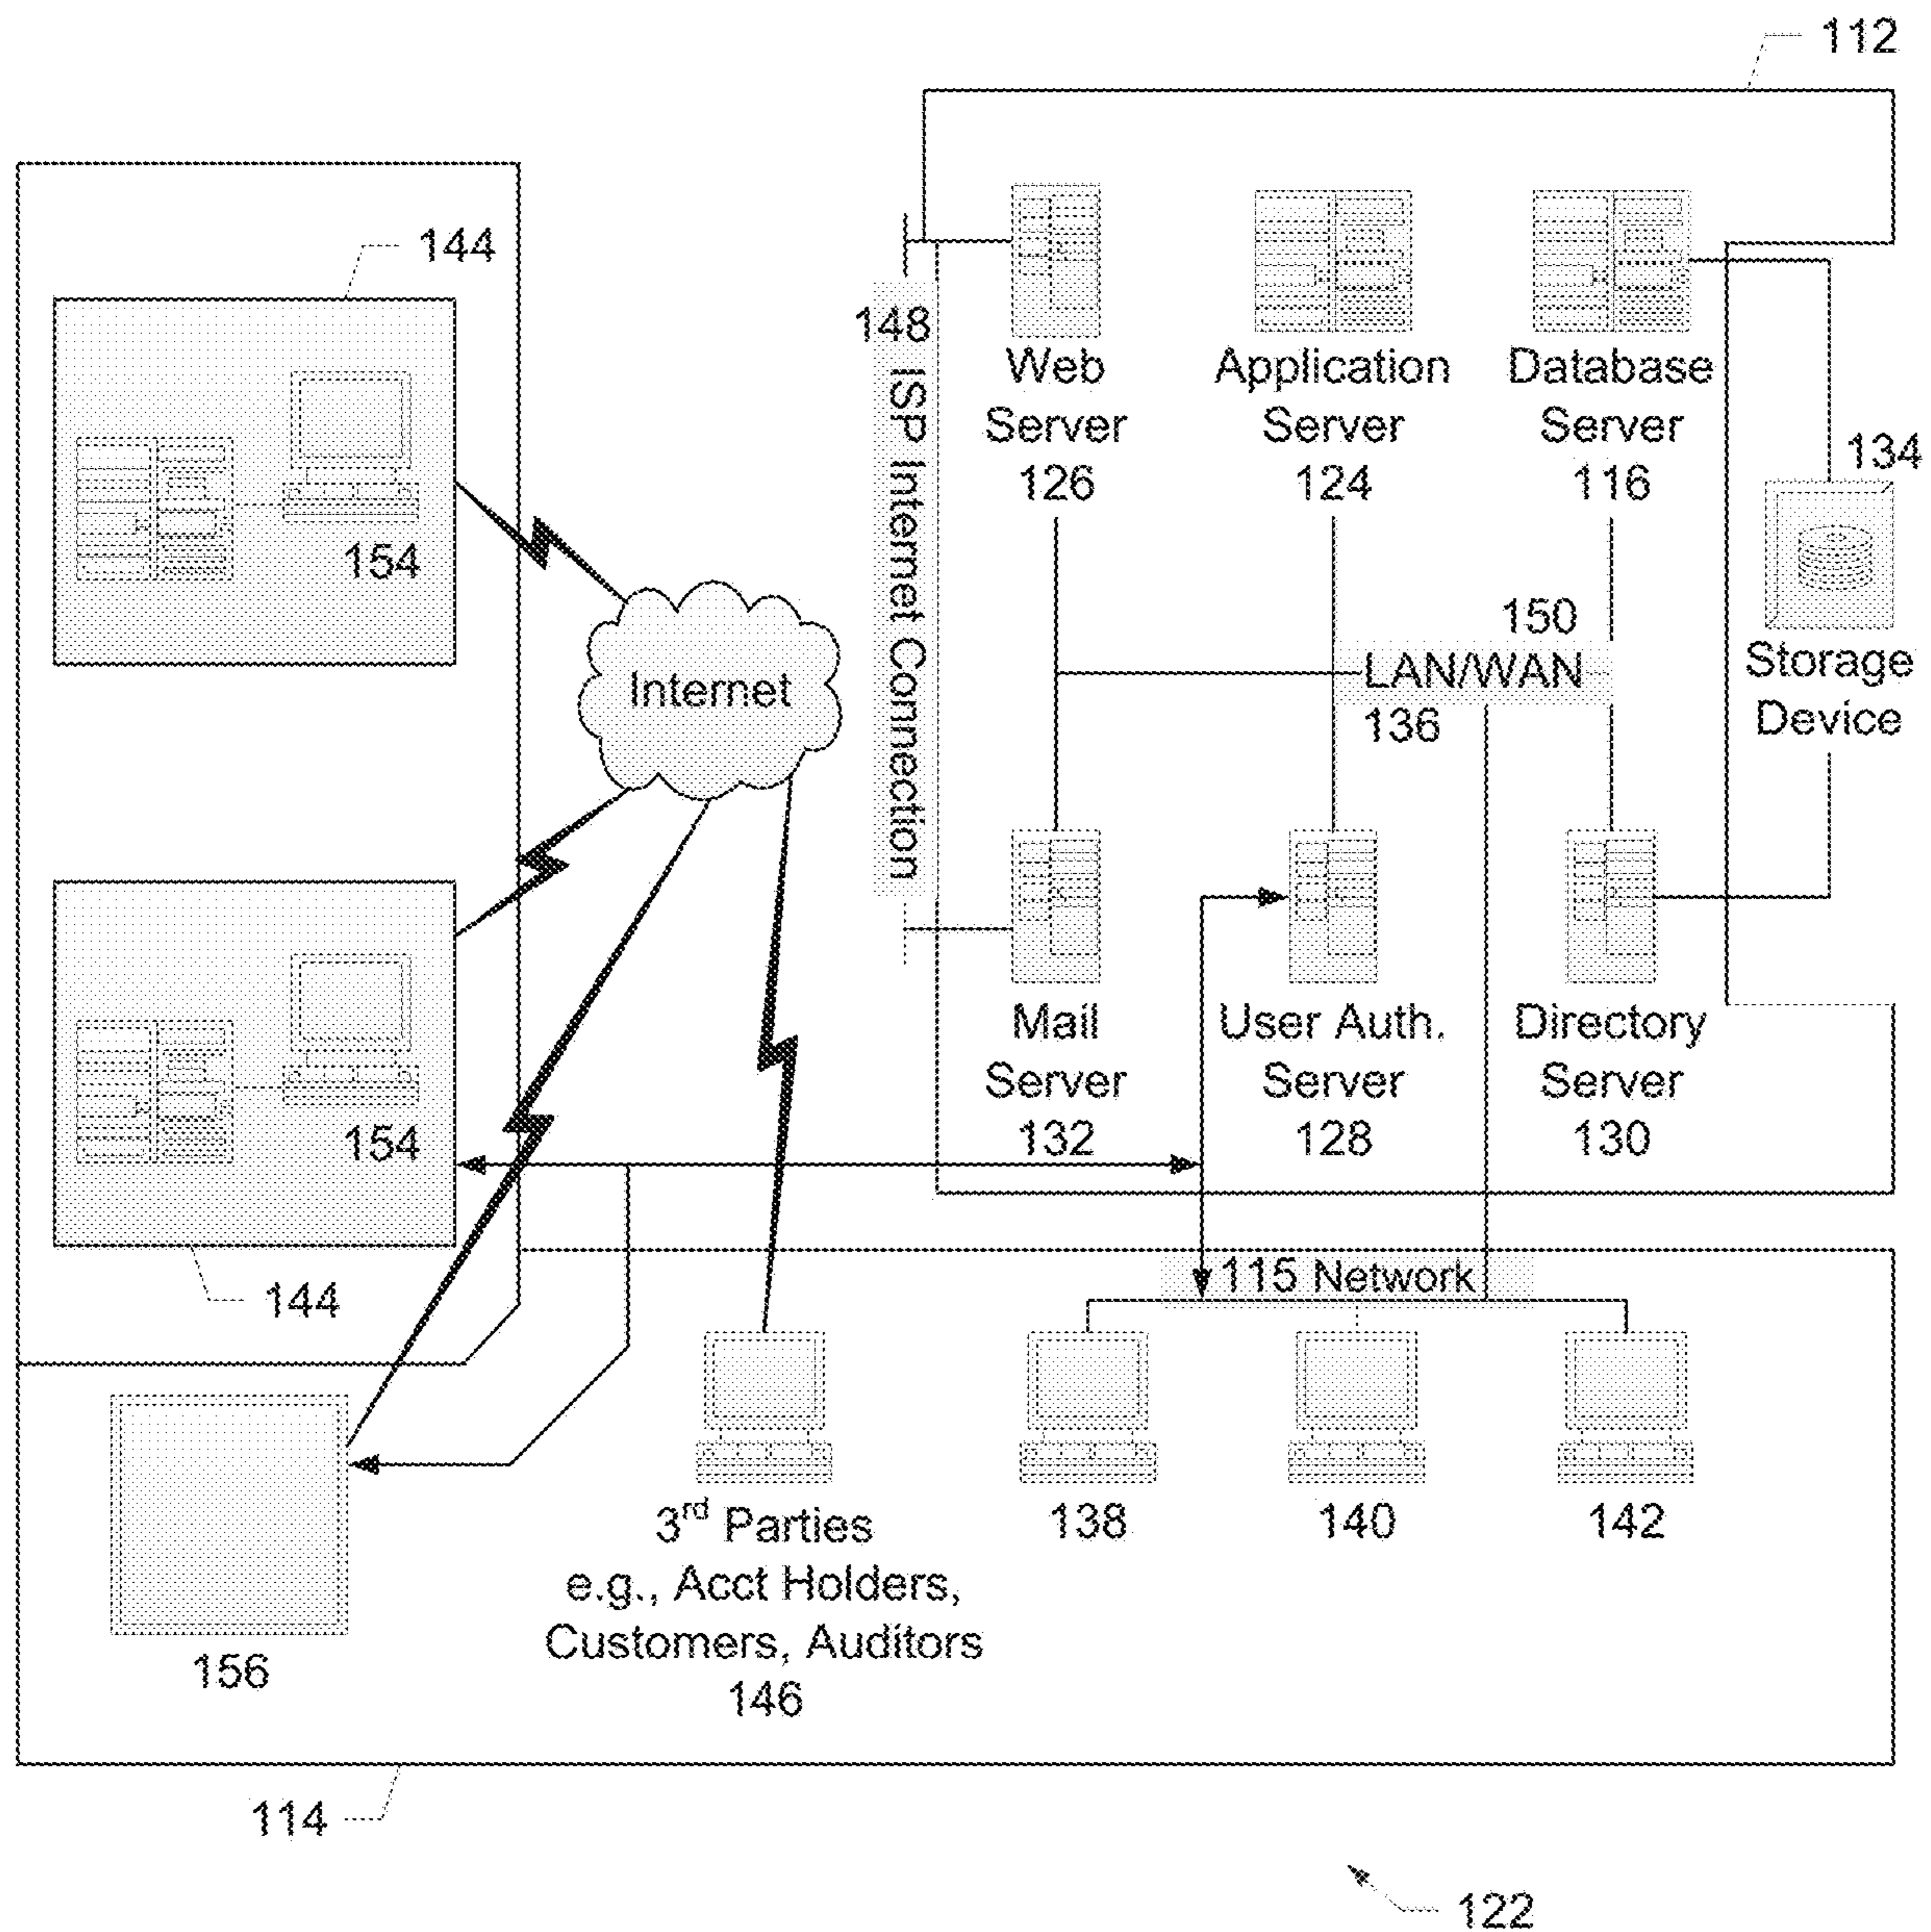 112
144
148 ISP Internet Connection
Web
Server
126
Application
Server
124
Database
Server
116
134
Storage
Device
154
Internet
150
LAN/WAN
136
Mail
Server
132
User Auth.
Server
128
Directory
Server
130
154
144
115 Network
156
3rd Parties
e.g., Acct Holders,
Customers, Auditors
146
138
140
142
114
122